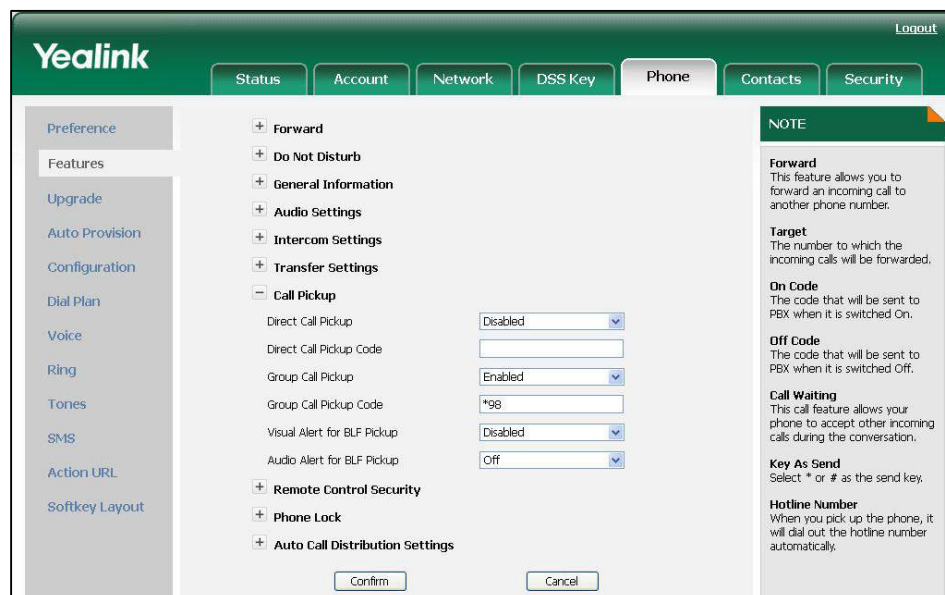 Logout
Yealink
Status
Account
Network
DSS Key
Phone
Contacts
Security
Preference
Features
Upgrade
Auto Provision
Configuration
Dial Plan
Voice
Ring
Tones
SMS
Action URL
Softkey Layout
Forward
Do Not Disturb
General Information
Audio Settings
Intercom Settings
Transfer Settings
Call Pickup
Direct Call Pickup Disabled
Direct Call Pickup Code
Group Call Pickup Enabled
Group Call Pickup Code *98
Visual Alert for BLF Pickup Disabled
Audio Alert for BLF Pickup Off
Remote Control Security
Phone Lock
Auto Call Distribution Settings
Confirm
Cancel
NOTE
Forward
This feature allows you to
forward an incoming call to
another phone number.
Target
The number to which the
incoming calls will be forwarded.
On Code
The code that will be sent to
PBX when it is switched On.
Off Code
The code that will be sent to
PBX when it is switched Off.
Call Waiting
This call feature allows your
phone to accept other incoming
calls during the conversation.
Key As Send
Select * or # as the send key.
Hotline Number
When you pick up the phone, it
will dial out the hotline number
automatically.